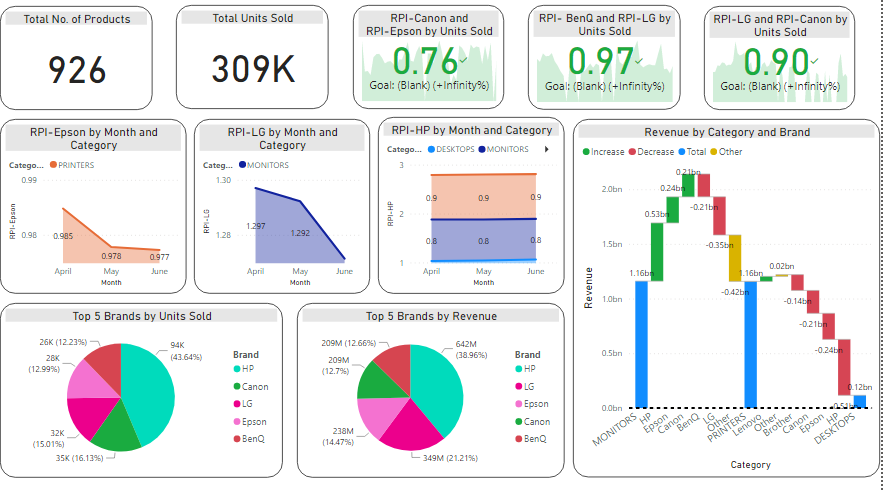 Total No. of Products
926
Total Units Sold
309K
RPI-Canon and
RPI-Epson by Units Sold
0.76
Goal: (Blank) (+Infinity%)
RPI- BenQ and RPI-LG by
Units Sold
0.97
Goal: (Blank) (+Infinity%)
RPI-LG and RPI-Canon by
Units Sold
0.90
Goal: (Blank) (+Infinity%)
RPI-Epson by Month and
Category
Catego... PRINTERS
0.99
0.98
RPI-Epson
0.985
0.978
0.977
April May June
Month
RPI-LG by Month and
Category
Catego... MONITORS
1.30
1.28
RPI-LG
1.297
1.292
April May June
Month
RPI-HP by Month and Category
Catego... DESKTOPS MONITORS
3
2
1
RPI-HP
0.9 0.9 0.9
0.8 0.8 0.8
April May June
Month
Revenue by Category and Brand
Increase Decrease Total Other
2.0bn
1.5bn
1.0bn
0.5bn
0.0bn
Revenue
1.16bn
0.53bn
0.24bn
0.21bn
-0.21bn
-0.35bn
-0.42bn
1.16bn
0.02bn
-0.14bn
-0.21bn
-0.24bn
-0.51bn
0.12bn
MONITORS
HP
Epson
Canon
BenQ
LG
Other
PRINTERS
Lenovo
Other
Brother
Canon
Epson
HP
DESKTOPS
Category
Top 5 Brands by Units Sold
26K (12.23%)
28K
(12.99%)
32K
(15.01%)
35K (16.13%)
94K
(43.64%)
Brand
HP
Canon
LG
Epson
BenQ
Top 5 Brands by Revenue
209M (12.66%)
209M
(12.7%)
238M
(14.47%)
349M (21.21%)
642M
(38.96%)
Brand
HP
LG
Epson
Canon
BenQ